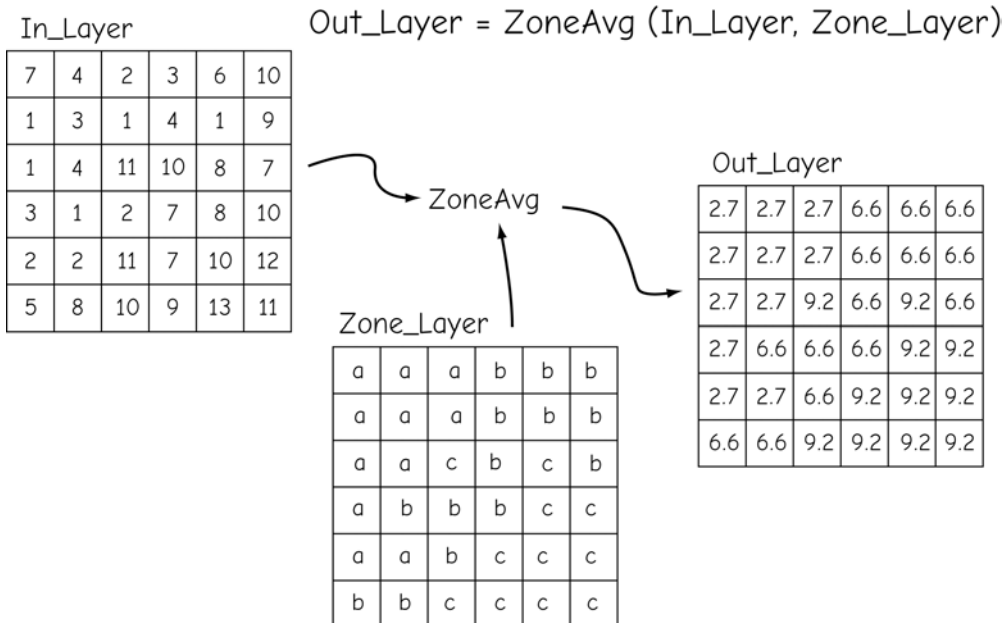 Out_Layer = ZoneAvg (In_Layer, Zone_Layer)
In_Layer
7 4 2 3 6 10
1 3 1 4 1 9
1 4 11 10 8 7
3 1 2 7 8 10
2 2 11 7 10 12
5 8 10 9 13 11
ZoneAvg
Zone_Layer
a a a b b b
a a a b b b
a a c b c b
a b b b c c
a a b c c c
b b c c c c
Out_Layer
2.7 2.7 2.7 6.6 6.6 6.6
2.7 2.7 2.7 6.6 6.6 6.6
2.7 2.7 9.2 6.6 9.2 6.6
2.7 6.6 6.6 6.6 9.2 9.2
2.7 2.7 6.6 9.2 9.2 9.2
6.6 6.6 9.2 9.2 9.2 9.2